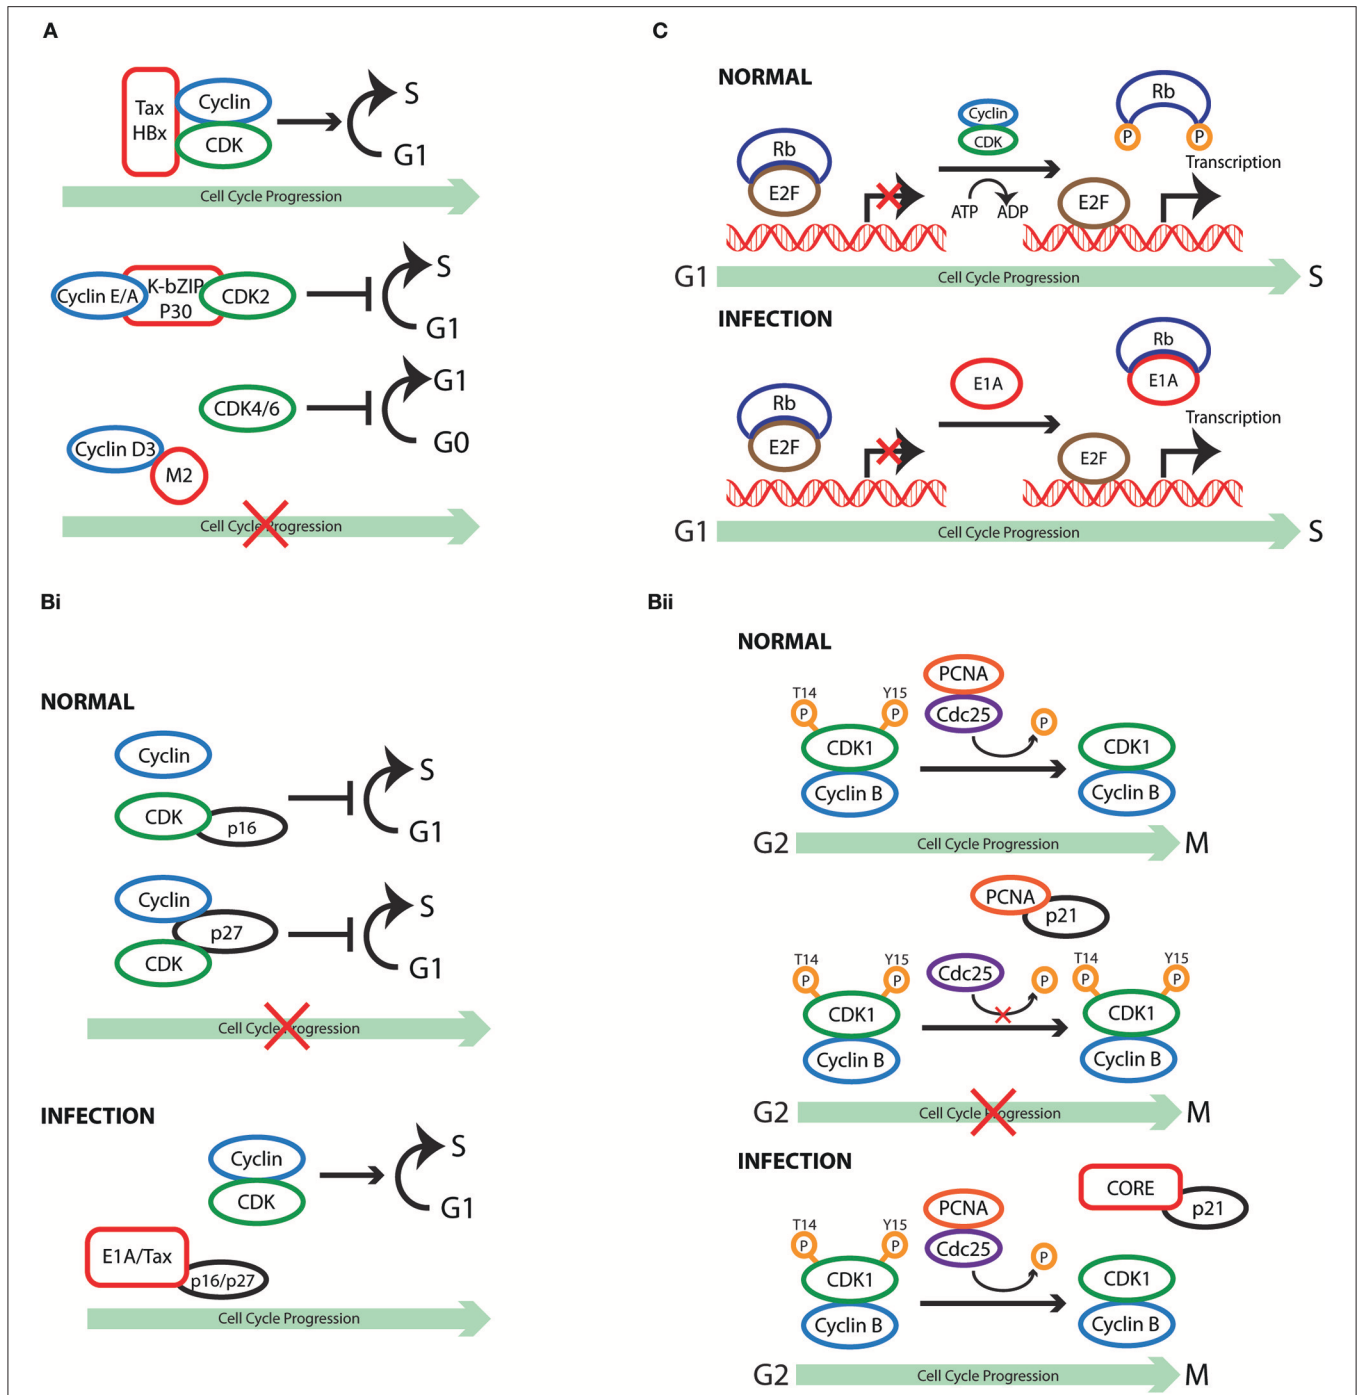 A
Tax
HBx
Cyclin
CDK
S
G1
Cell Cycle Progression
Cyclin E/A
K-bZIP
P30
CDK2
S
G1
CDK4/6
G1
G0
Cyclin D3
M2
Cell Cycle Progression
C
NORMAL
Rb
E2F
Cyclin
CDK
ATP
ADP
Rb
P
P
Transcription
E2F
G1
Cell Cycle Progression
S
INFECTION
Rb
E2F
E1A
Rb
E1A
Transcription
E2F
G1
Cell Cycle Progression
S
Bi
NORMAL
Cyclin
CDK
p16
S
G1
Cyclin
p27
CDK
S
G1
Cell Cycle Progression
INFECTION
Cyclin
CDK
S
G1
E1A/Tax
p16/p27
Cell Cycle Progression
Bii
NORMAL
T14
Y15
P
P
CDK1
Cyclin B
PCNA
Cdc25
P
CDK1
Cyclin B
G2
Cell Cycle Progression
M
PCNA
p21
T14
Y15
P
P
CDK1
Cyclin B
Cdc25
P
T14
Y15
P
P
CDK1
Cyclin B
G2
Cell Cycle Progression
M
INFECTION
T14
Y15
P
P
CDK1
Cyclin B
PCNA
Cdc25
P
CORE
p21
CDK1
Cyclin B
G2
Cell Cycle Progression
M